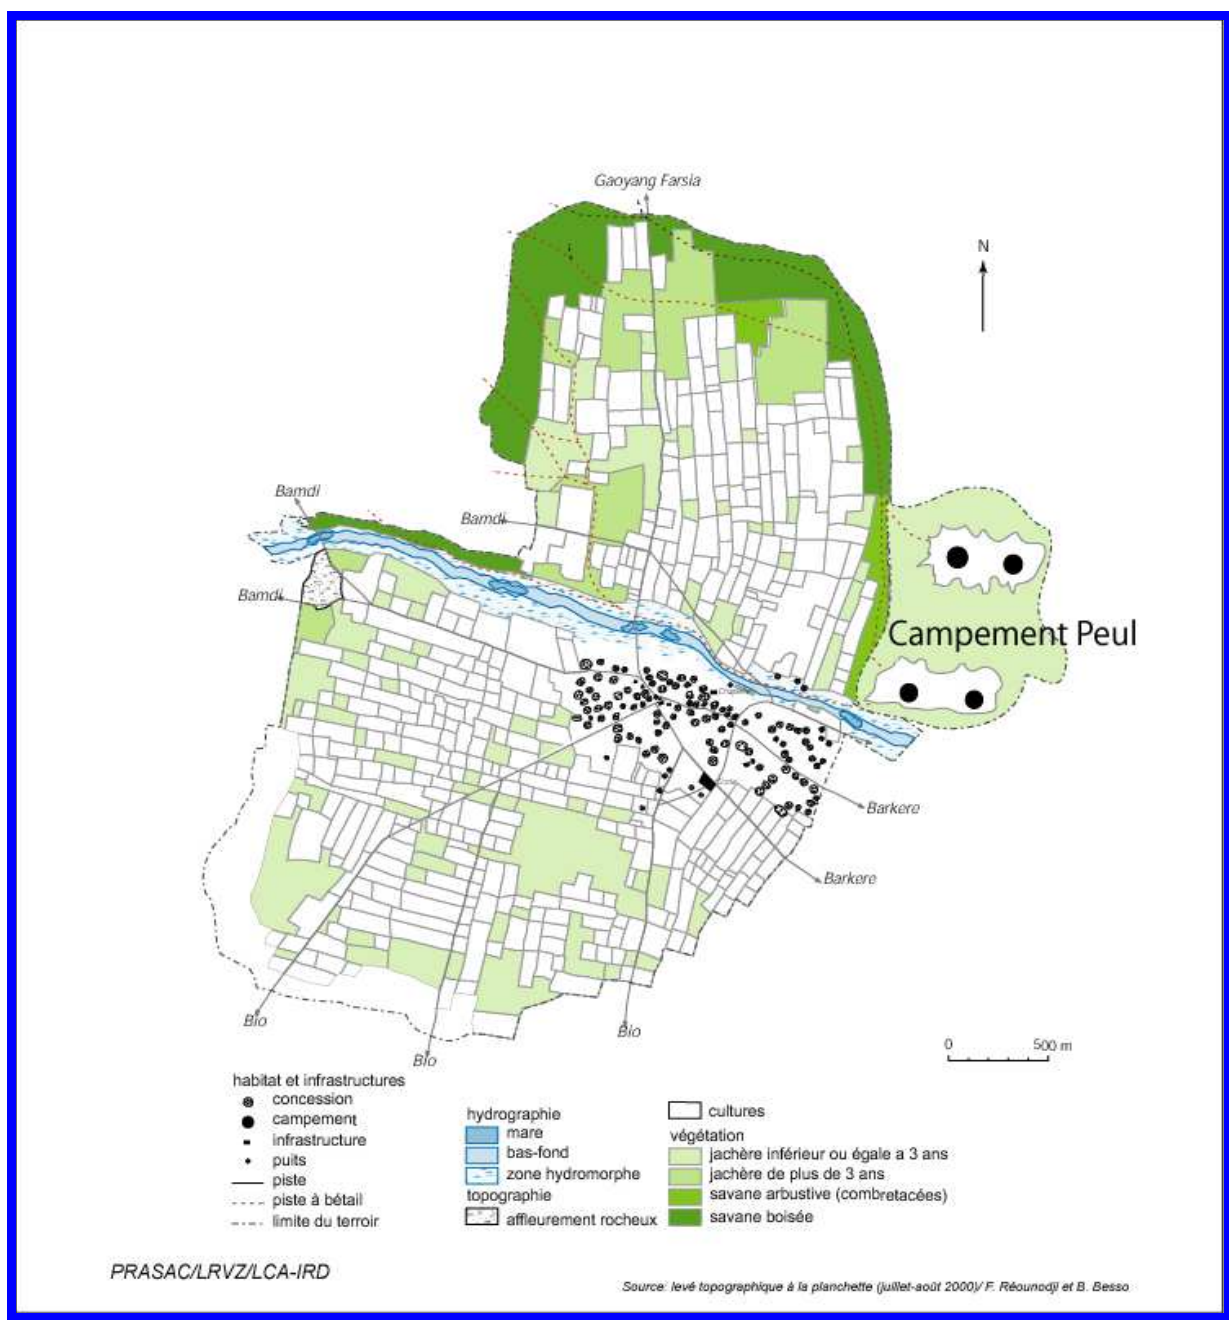 Gaoyang Farsia
N
Bamdi
Bamdi
Bamdi
Campement Peul
Barkere
Barkere
Bio
Bio
Bio
0 500 m
habitat et infrastructures
concession
campement
infrastructure
puits
piste
piste à bétail
limite du terroir
hydrographie
mare
bas-fond
zone hydromorphe
topographie
affleurement rocheux
cultures
végétation
jachère inférieur ou égale a 3 ans
jachère de plus de 3 ans
savane arbustive (combretacées)
savane boisée
PRASAC/LRVZ/LCA-IRD
Source: levé topographique à la planchette (juillet-août 2000)/ F. Réounodji et B. Besso